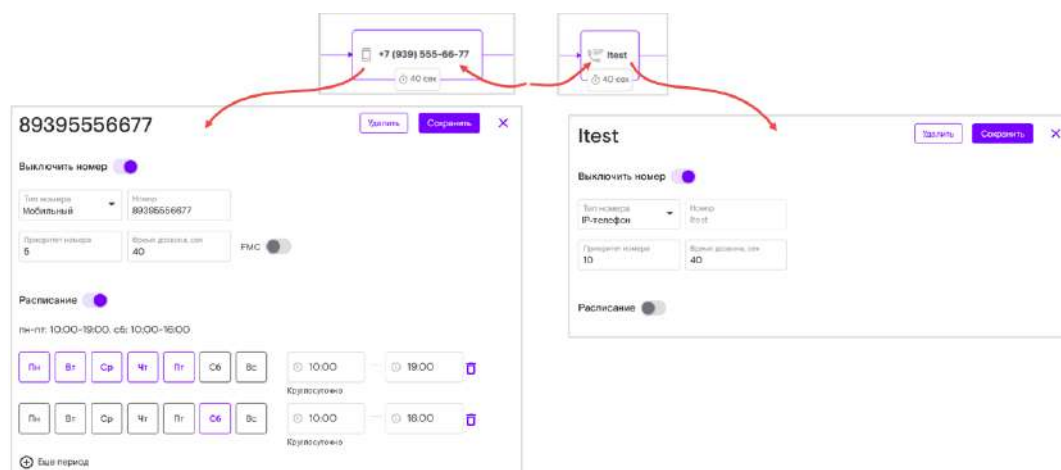 +7 (939) 555-66-77
40 сек
ltest
40 сек
89395556677
Удалить
Сохранить
Выключить номер
Тип номера
Мобильный
Номер
89395556677
Приоритет номера
5
Время дозвона, сек
40
FMC
Расписание
пн-пт: 10:00-19:00, сб: 10:00-16:00
Пн Вт Ср Чт Пт Сб Вс 10:00 — 19:00
Круглосуточно
Пн Вт Ср Чт Пт Сб Вс 10:00 — 16:00
Круглосуточно
Еще период
ltest
Удалить
Сохранить
Выключить номер
Тип номера
IP-телефон
Номер
ltest
Приоритет номера
10
Время дозвона, сек
40
Расписание